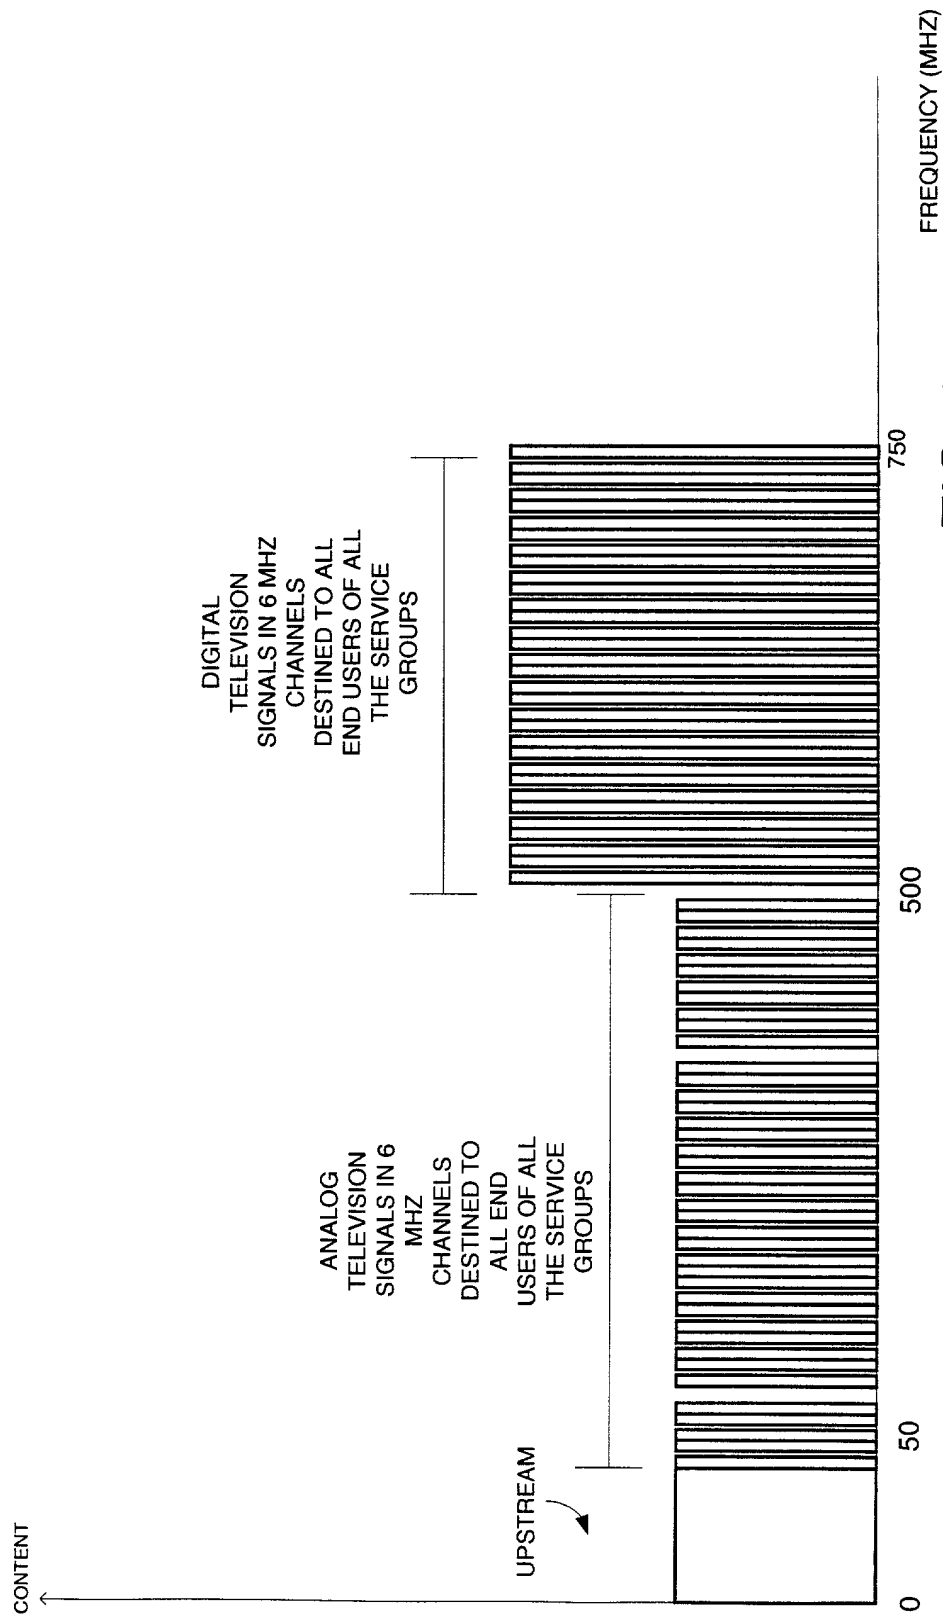 CONTENT
UPSTREAM
ANALOG
TELEVISION
SIGNALS IN 6
MHZ
CHANNELS
DESTINED TO
ALL END
USERS OF ALL
THE SERVICE
GROUPS
DIGITAL
TELEVISION
SIGNALS IN 6 MHZ
CHANNELS
DESTINED TO ALL
END USERS OF ALL
THE SERVICE
GROUPS
0
50
500
750
FREQUENCY (MHZ)